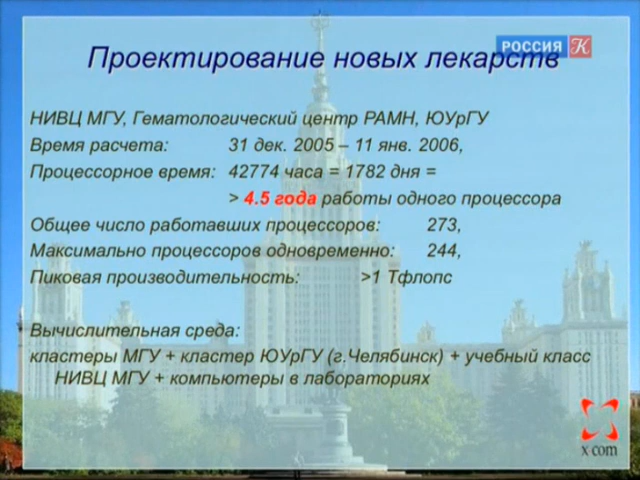 РОССИЯ К
Проектирование новых лекарств
НИВЦ МГУ, Гематологический центр РАМН, ЮУрГУ
Время расчета: 31 дек. 2005 – 11 янв. 2006,
Процессорное время: 42774 часа = 1782 дня =
> 4.5 года работы одного процессора
Общее число работавших процессоров: 273,
Максимально процессоров одновременно: 244,
Пиковая производительность: >1 Тфлопс
Вычислительная среда:
кластеры МГУ + кластер ЮУрГУ (г.Челябинск) + учебный класс
НИВЦ МГУ + компьютеры в лабораториях
x·com